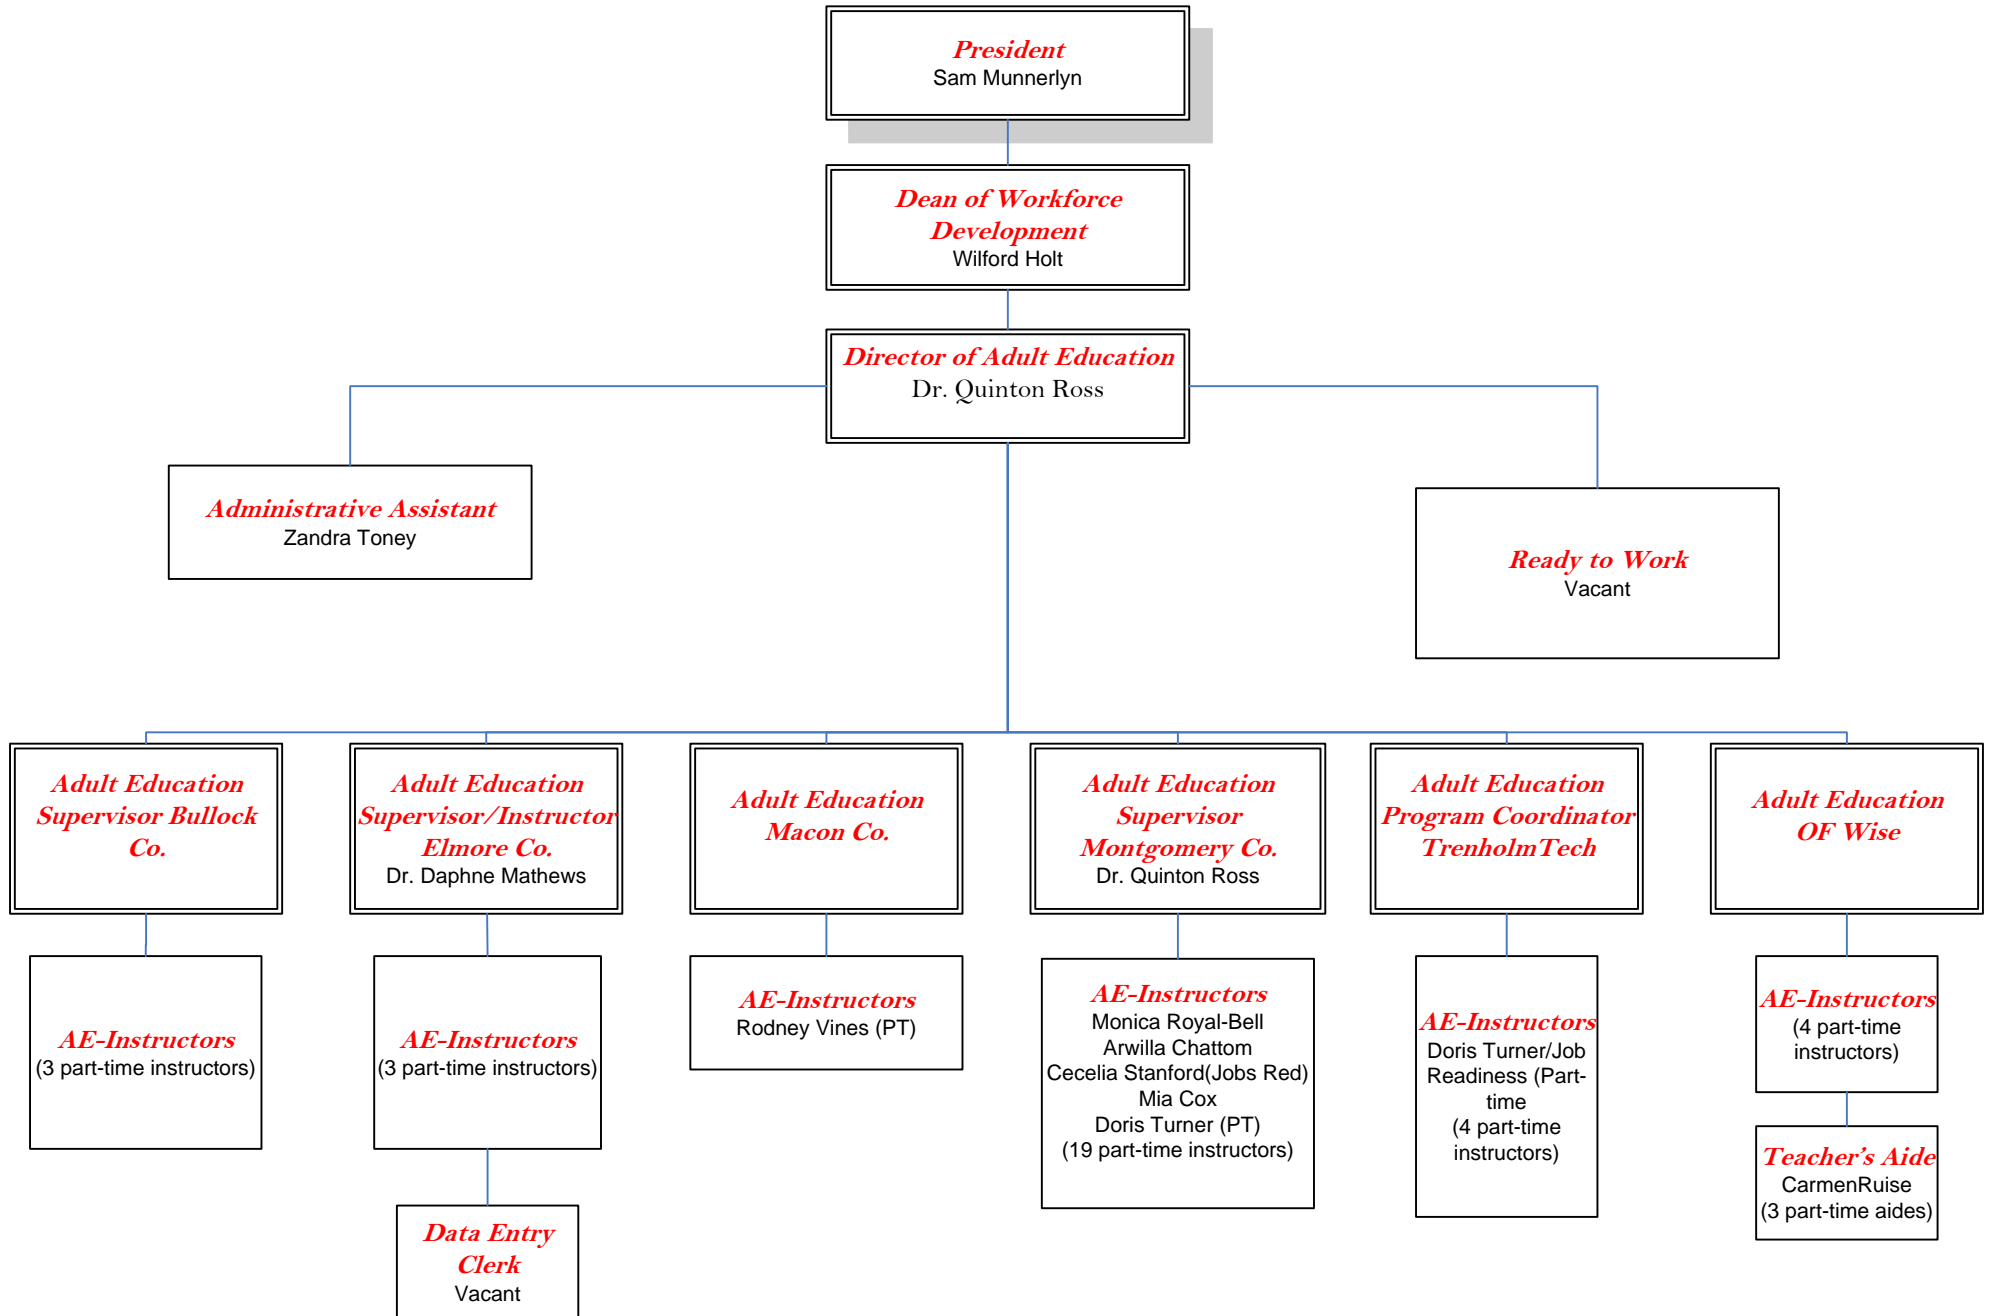 President
Sam Munnerlyn
Dean of Workforce
Development
Wilford Holt
Director of Adult Education
Dr. Quinton Ross
Administrative Assistant
Zandra Toney
Ready to Work
Vacant
Adult Education
Supervisor Bullock
Co.
Adult Education
Supervisor/Instructor
Elmore Co.
Dr. Daphne Mathews
Adult Education
Macon Co.
Adult Education
Supervisor
Montgomery Co.
Dr. Quinton Ross
Adult Education
Program Coordinator
TrenholmTech
Adult Education
OF Wise
AE-Instructors
(3 part-time instructors)
AE-Instructors
(3 part-time instructors)
AE-Instructors
Rodney Vines (PT)
AE-Instructors
Monica Royal-Bell
Arwilla Chattom
Cecelia Stanford(Jobs Red)
Mia Cox
Doris Turner (PT)
(19 part-time instructors)
AE-Instructors
Doris Turner/Job
Readiness (Part-
time
(4 part-time
instructors)
AE-Instructors
(4 part-time
instructors)
Teacher's Aide
CarmenRuise
(3 part-time aides)
Data Entry
Clerk
Vacant